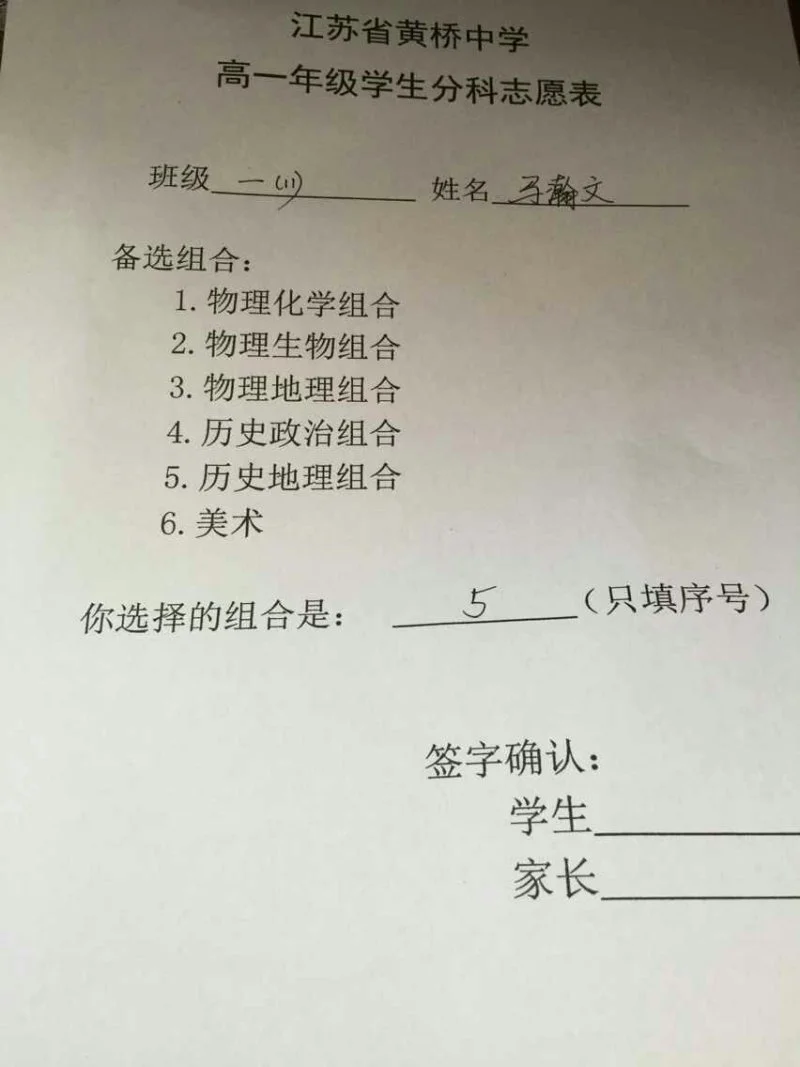 江苏省黄桥中学
高一年级学生分科志愿表
班级 一(11) 姓名 马瀚文
备选组合：
1. 物理化学组合
2. 物理生物组合
3. 物理地理组合
4. 历史政治组合
5. 历史地理组合
6. 美术
你选择的组合是： 5 （只填序号）
签字确认：
学生
家长